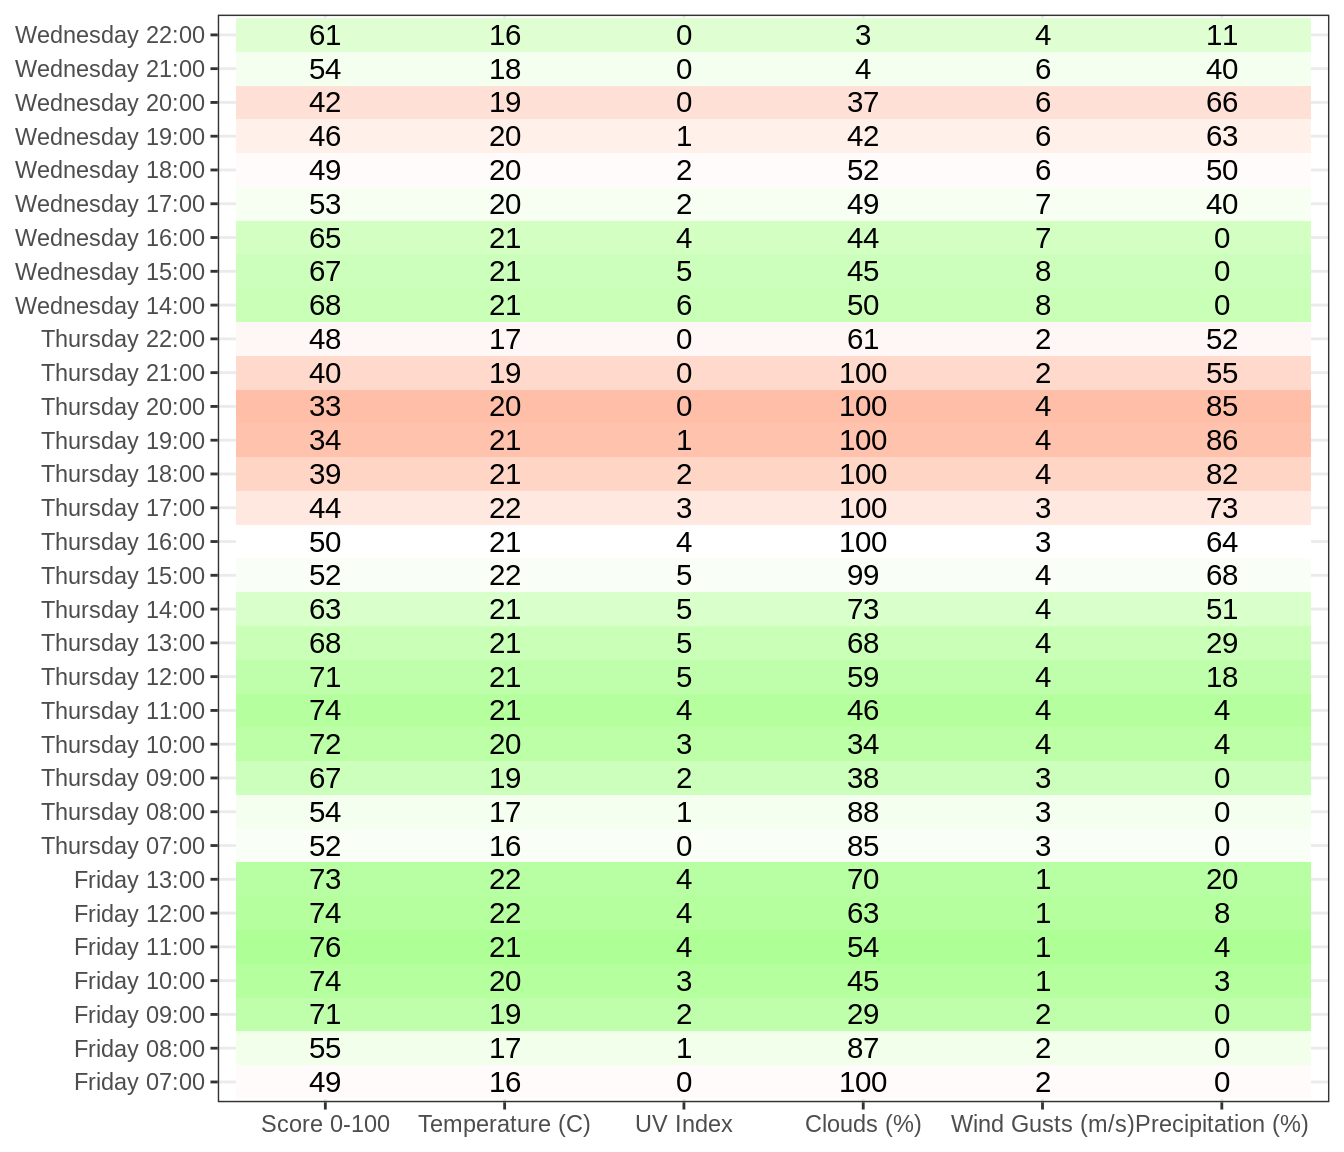 Wednesday 22:00 61 16 0 3 4 11
Wednesday 21:00 54 18 0 4 6 40
Wednesday 20:00 42 19 0 37 6 66
Wednesday 19:00 46 20 1 42 6 63
Wednesday 18:00 49 20 2 52 6 50
Wednesday 17:00 53 20 2 49 7 40
Wednesday 16:00 65 21 4 44 7 0
Wednesday 15:00 67 21 5 45 8 0
Wednesday 14:00 68 21 6 50 8 0
Thursday 22:00 48 17 0 61 2 52
Thursday 21:00 40 19 0 100 2 55
Thursday 20:00 33 20 0 100 4 85
Thursday 19:00 34 21 1 100 4 86
Thursday 18:00 39 21 2 100 4 82
Thursday 17:00 44 22 3 100 3 73
Thursday 16:00 50 21 4 100 3 64
Thursday 15:00 52 22 5 99 4 68
Thursday 14:00 63 21 5 73 4 51
Thursday 13:00 68 21 5 68 4 29
Thursday 12:00 71 21 5 59 4 18
Thursday 11:00 74 21 4 46 4 4
Thursday 10:00 72 20 3 34 4 4
Thursday 09:00 67 19 2 38 3 0
Thursday 08:00 54 17 1 88 3 0
Thursday 07:00 52 16 0 85 3 0
Friday 13:00 73 22 4 70 1 20
Friday 12:00 74 22 4 63 1 8
Friday 11:00 76 21 4 54 1 4
Friday 10:00 74 20 3 45 1 3
Friday 09:00 71 19 2 29 2 0
Friday 08:00 55 17 1 87 2 0
Friday 07:00 49 16 0 100 2 0
Score 0-100 Temperature (C) UV Index Clouds (%) Wind Gusts (m/s) Precipitation (%)